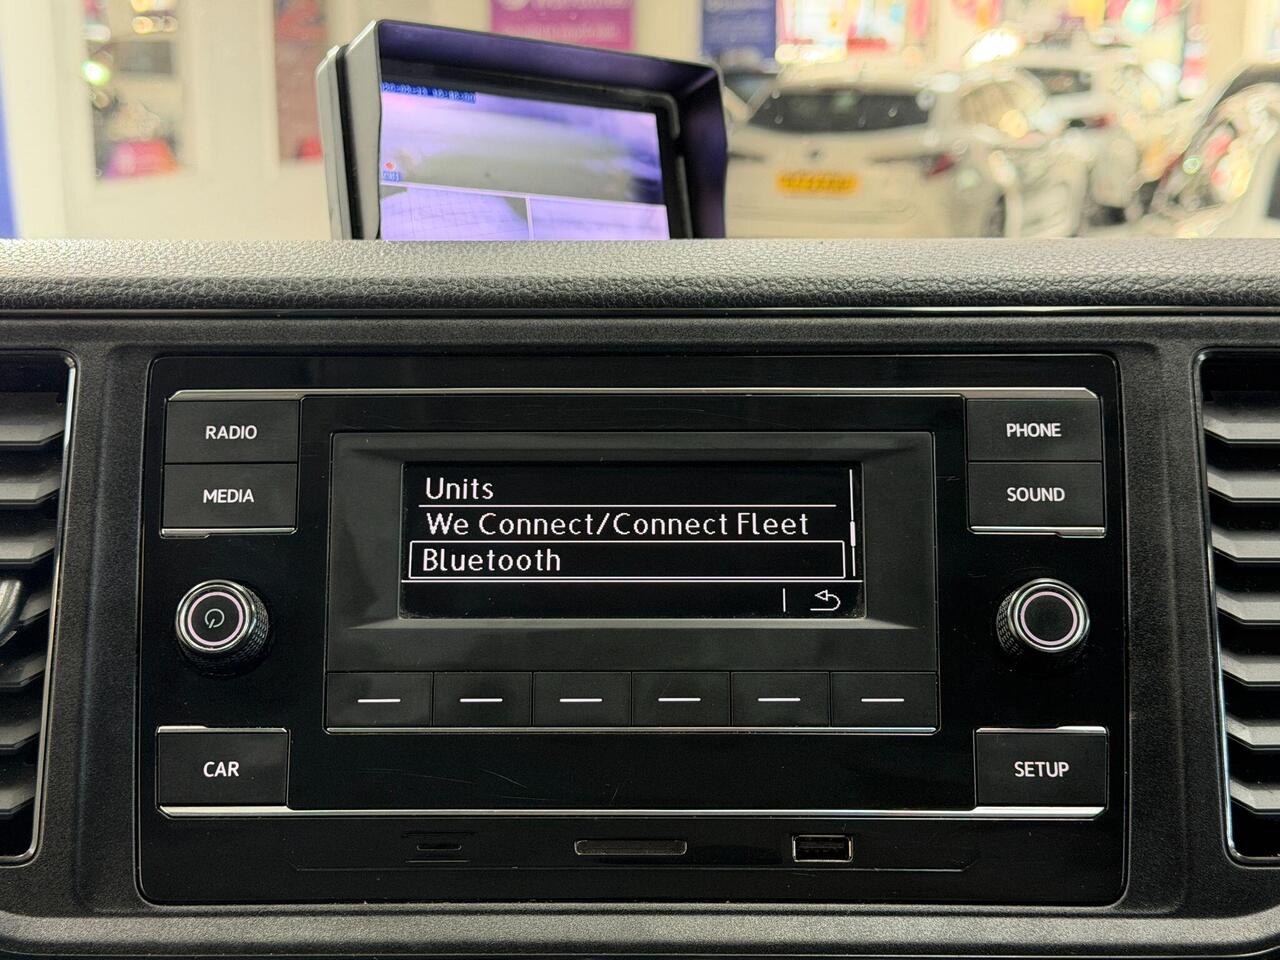 RADIO
MEDIA
PHONE
SOUND
Units
We Connect/Connect Fleet
Bluetooth
CAR
SETUP